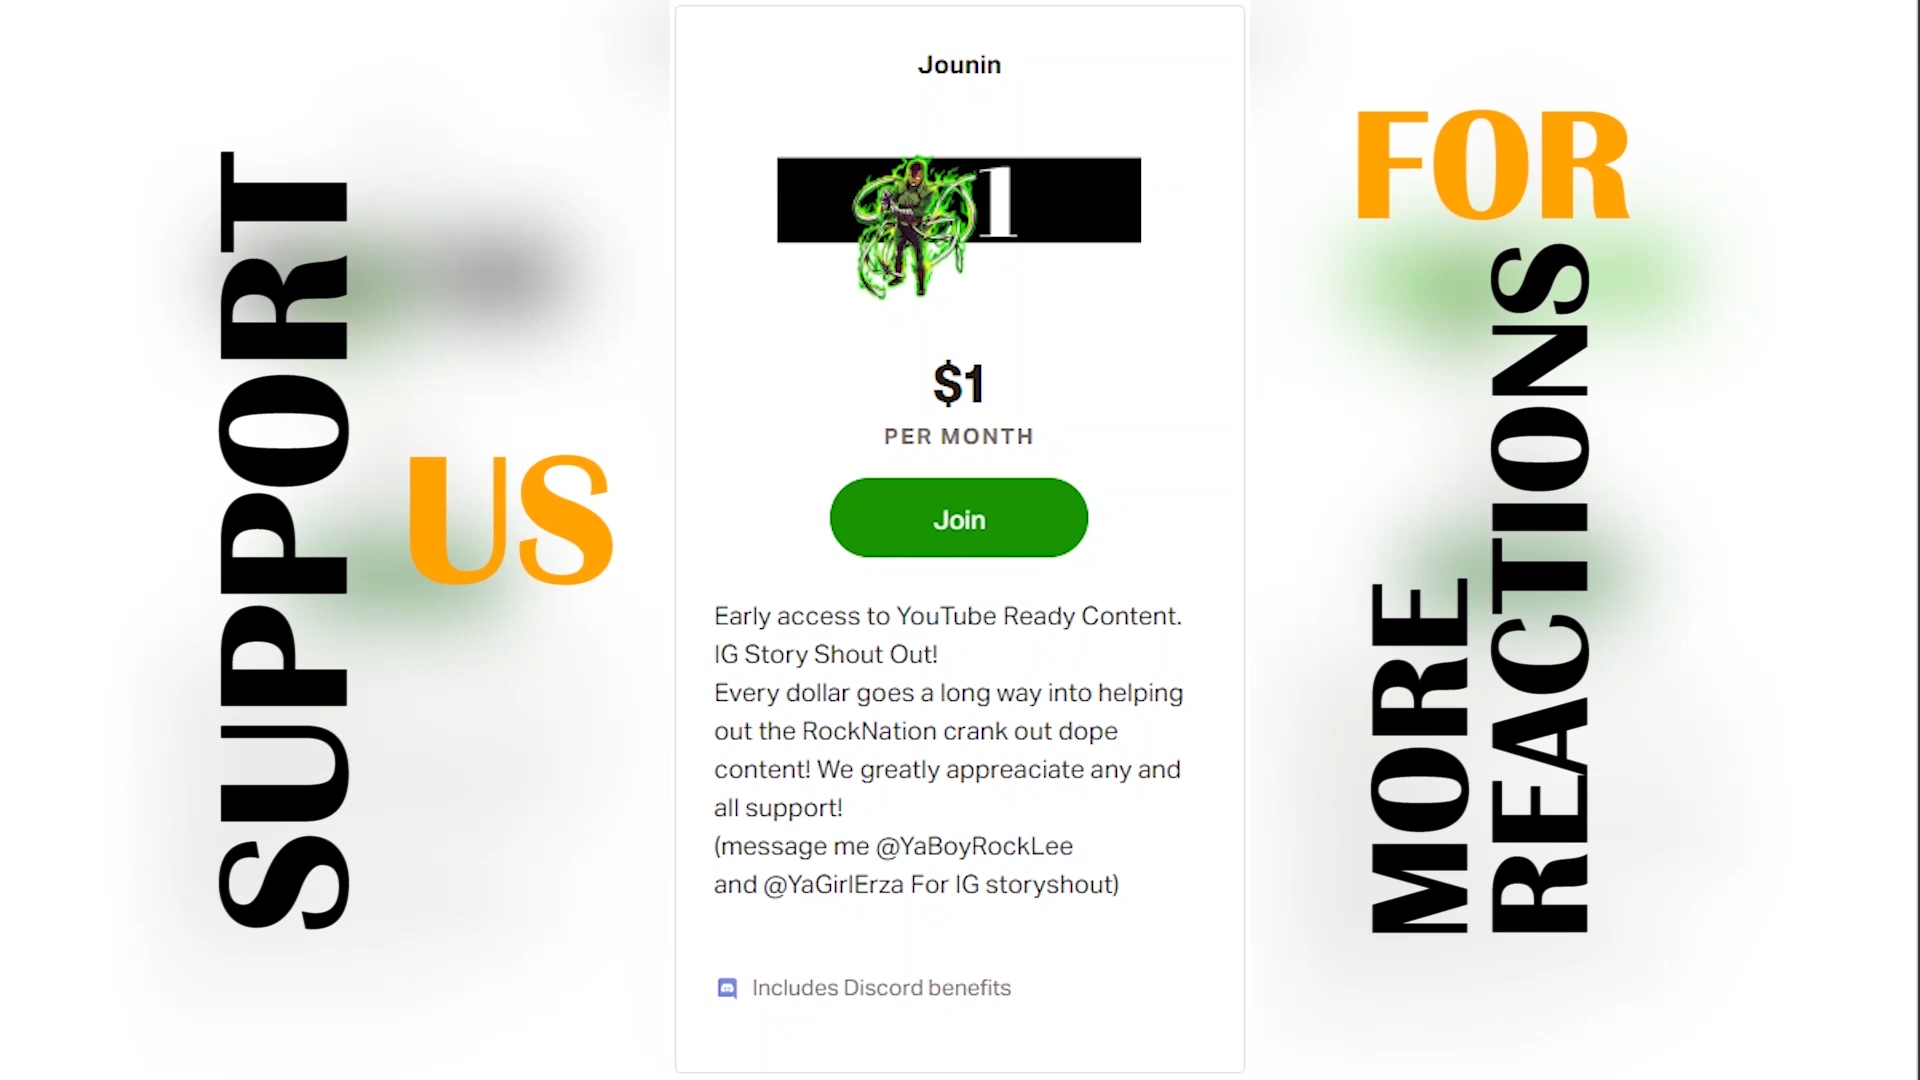 SUPPORT
US
Jounin
1
$1
PER MONTH
Join
Early access to YouTube Ready Content.
IG Story Shout Out!
Every dollar goes a long way into helping
out the RockNation crank out dope
content! We greatly appreaciate any and
all support!
(message me @YaBoyRockLee
and @YaGirlErza For IG storyshout)
Includes Discord benefits
FOR
MORE
REACTIONS